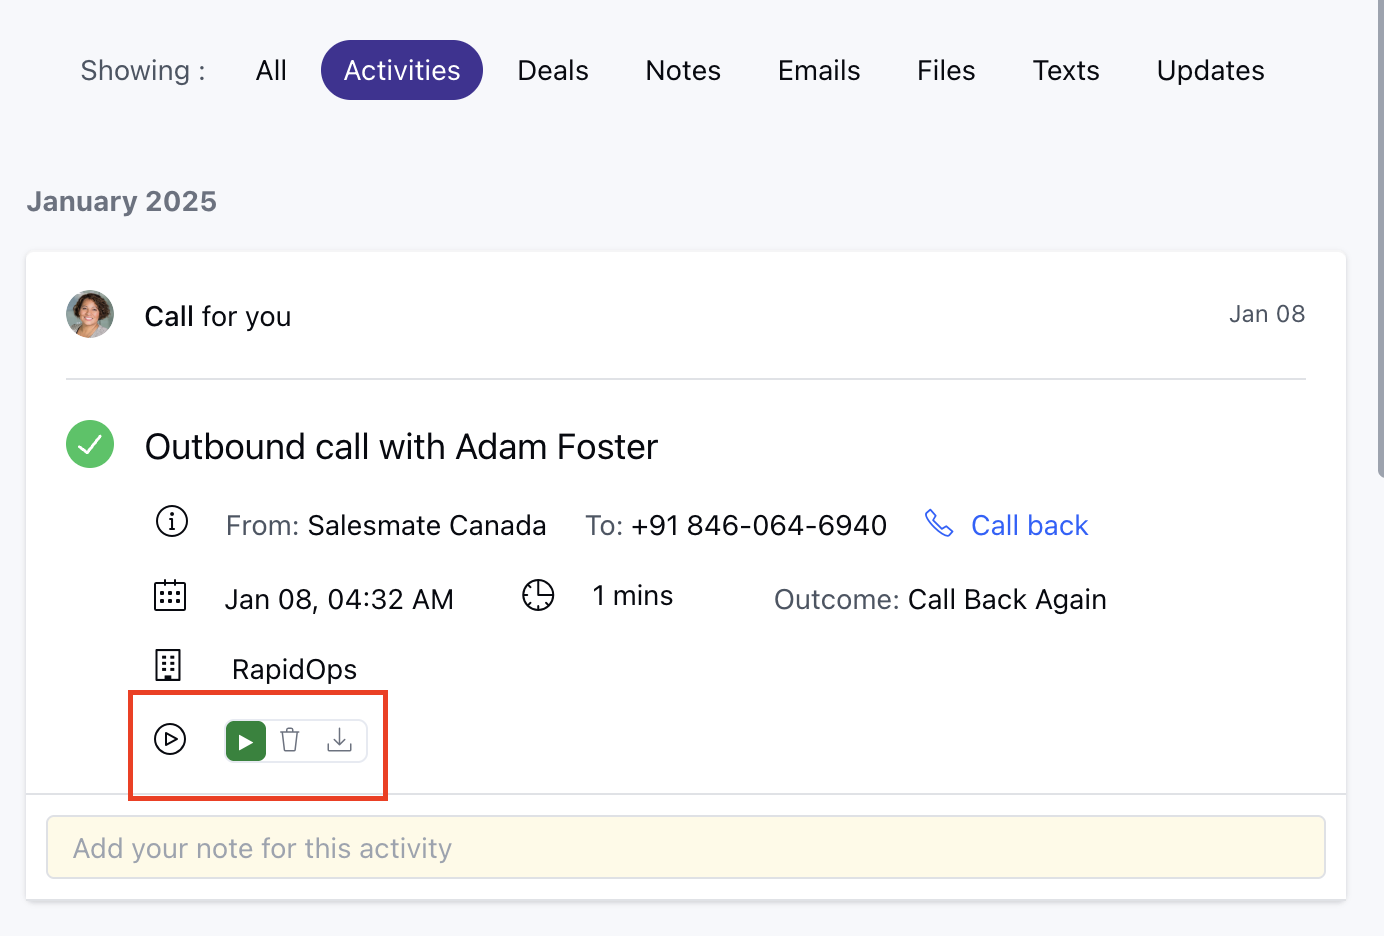 Showing : All Activities Deals Notes Emails Files Texts Updates
January 2025
Call for you Jan 08
Outbound call with Adam Foster
From: Salesmate Canada To: +91 846-064-6940 Call back
Jan 08, 04:32 AM 1 mins Outcome: Call Back Again
RapidOps
Add your note for this activity